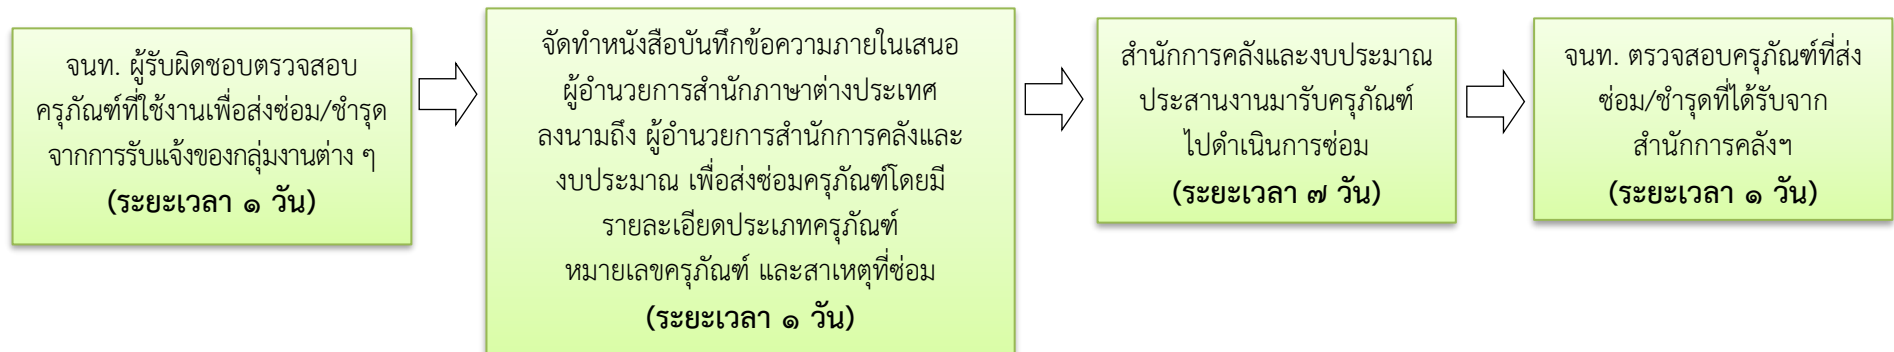 จนท. ผู้รับผิดชอบตรวจสอบ
ครุภัณฑ์ที่ใช้งานเพื่อส่งซ่อม/ชำรุด
จากการรับแจ้งของกลุ่มงานต่าง ๆ
(ระยะเวลา ๑ วัน)
จัดทำหนังสือบันทึกข้อความภายในเสนอ
ผู้อำนวยการสำนักภาษาต่างประเทศ
ลงนามถึง ผู้อำนวยการสำนักการคลังและ
งบประมาณ เพื่อส่งซ่อมครุภัณฑ์โดยมี
รายละเอียดประเภทครุภัณฑ์
หมายเลขครุภัณฑ์ และสาเหตุที่ซ่อม
(ระยะเวลา ๑ วัน)
สำนักการคลังและงบประมาณ
ประสานงานมารับครุภัณฑ์
ไปดำเนินการซ่อม
(ระยะเวลา ๗ วัน)
จนท. ตรวจสอบครุภัณฑ์ที่ส่ง
ซ่อม/ชำรุดที่ได้รับจาก
สำนักการคลังฯ
(ระยะเวลา ๑ วัน)